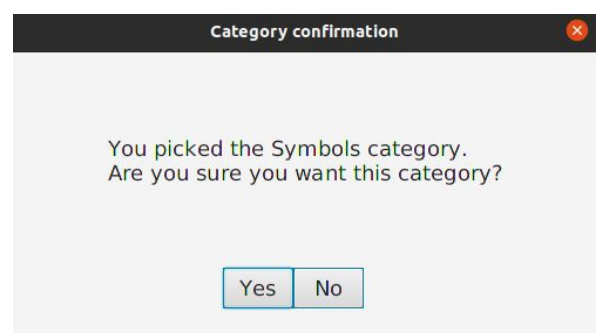 Category confirmation
You picked the Symbols category.
Are you sure you want this category?
Yes No